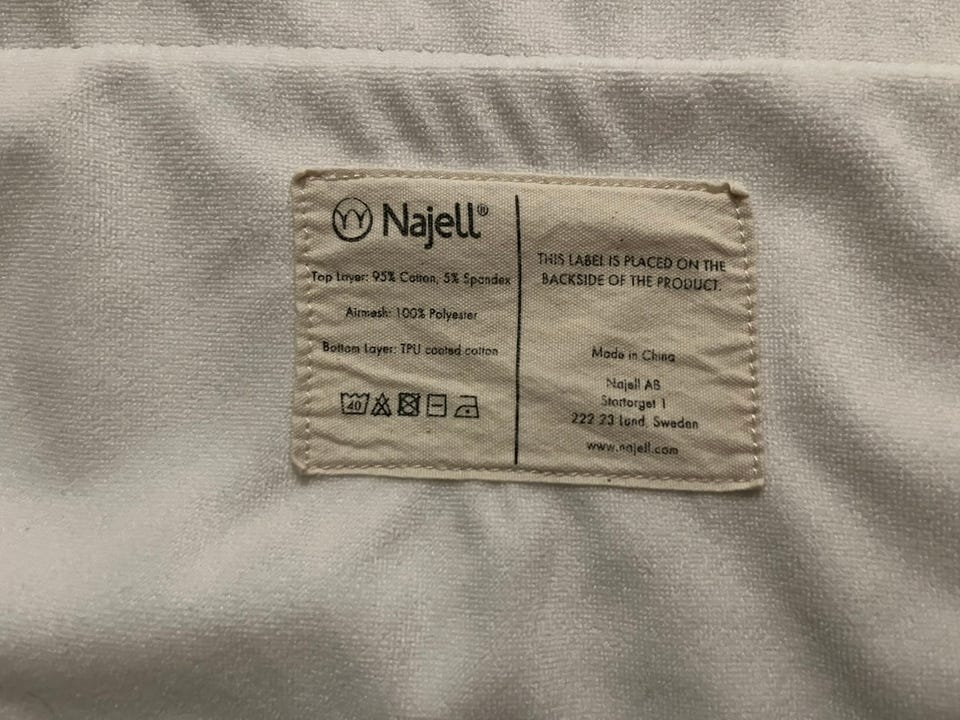 Najell®
Top Layer: 95% Cotton, 5% Spandex
Airmesh: 100% Polyester
Bottom Layer: TPU coated cotton
40
THIS LABEL IS PLACED ON THE
BACKSIDE OF THE PRODUCT.
Made in China
Najell AB
Stortorget 1
222 23 Lund, Sweden
www.najell.com